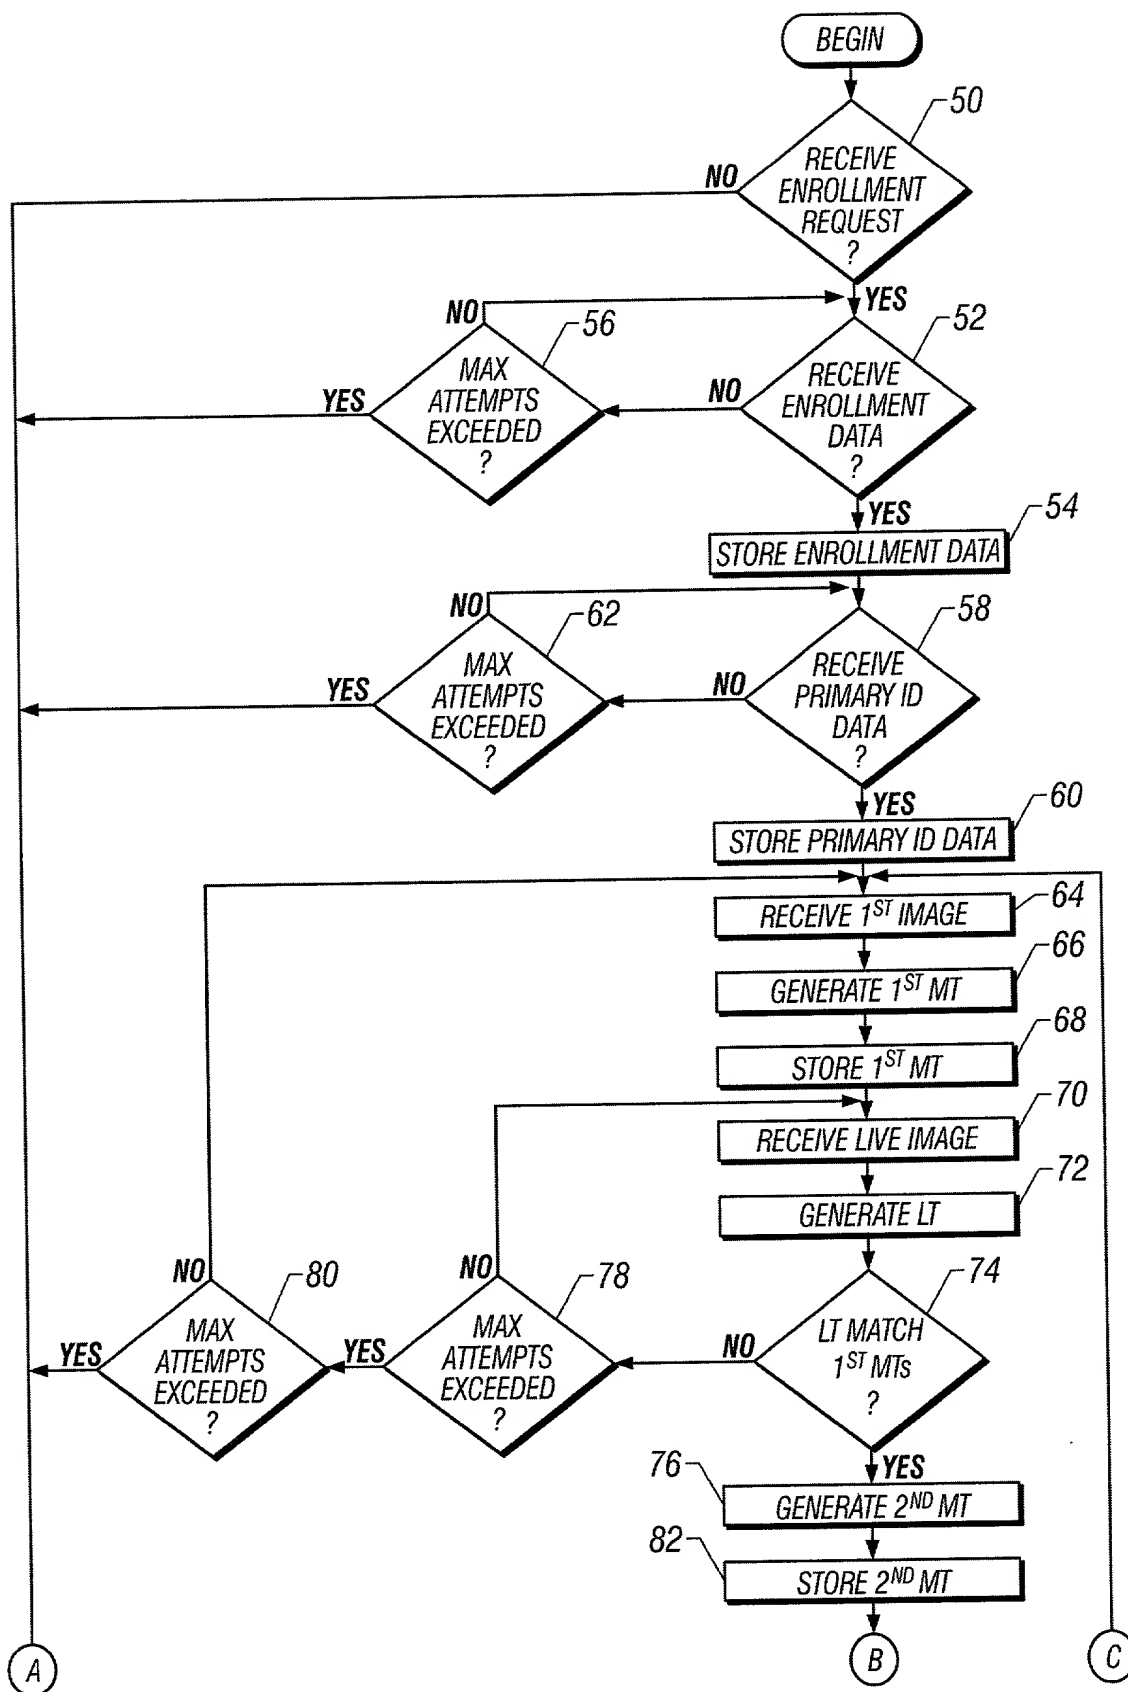 BEGIN
50
RECEIVE
ENROLLMENT
REQUEST
?
NO
YES
NO
56
52
MAX
ATTEMPTS
EXCEEDED
?
YES
NO
RECEIVE
ENROLLMENT
DATA
?
YES
54
STORE ENROLLMENT DATA
NO
62
58
MAX
ATTEMPTS
EXCEEDED
?
YES
NO
RECEIVE
PRIMARY ID
DATA
?
YES
60
STORE PRIMARY ID DATA
64
RECEIVE 1ST IMAGE
66
GENERATE 1ST MT
68
STORE 1ST MT
70
RECEIVE LIVE IMAGE
72
GENERATE LT
NO
80
NO
78
74
YES
MAX
ATTEMPTS
EXCEEDED
?
YES
MAX
ATTEMPTS
EXCEEDED
?
NO
LT MATCH
1ST MTs
?
YES
76
GENERATE 2ND MT
82
STORE 2ND MT
A
B
C